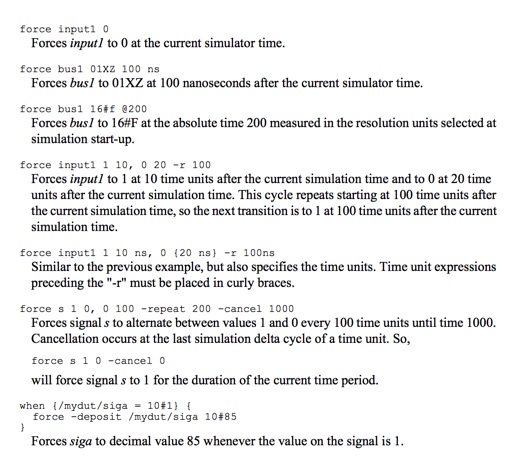 force input1 0
Forces input1 to 0 at the current simulator time.
force bus1 01XZ 100 ns
Forces bus1 to 01XZ at 100 nanoseconds after the current simulator time.
force bus1 16#f @200
Forces bus1 to 16#F at the absolute time 200 measured in the resolution units selected at
simulation start-up.
force input1 1 10, 0 20 -r 100
Forces input1 to 1 at 10 time units after the current simulation time and to 0 at 20 time
units after the current simulation time. This cycle repeats starting at 100 time units after
the current simulation time, so the next transition is to 1 at 100 time units after the current
simulation time.
force input1 1 10 ns, 0 {20 ns} -r 100ns
Similar to the previous example, but also specifies the time units. Time unit expressions
preceding the "-r" must be placed in curly braces.
force s 1 0, 0 100 -repeat 200 -cancel 1000
Forces signal s to alternate between values 1 and 0 every 100 time units until time 1000.
Cancellation occurs at the last simulation delta cycle of a time unit. So,
force s 1 0 -cancel 0
will force signal s to 1 for the duration of the current time period.
when {/mydut/siga = 10#1} {
force -deposit /mydut/siga 10#85
}
Forces siga to decimal value 85 whenever the value on the signal is 1.